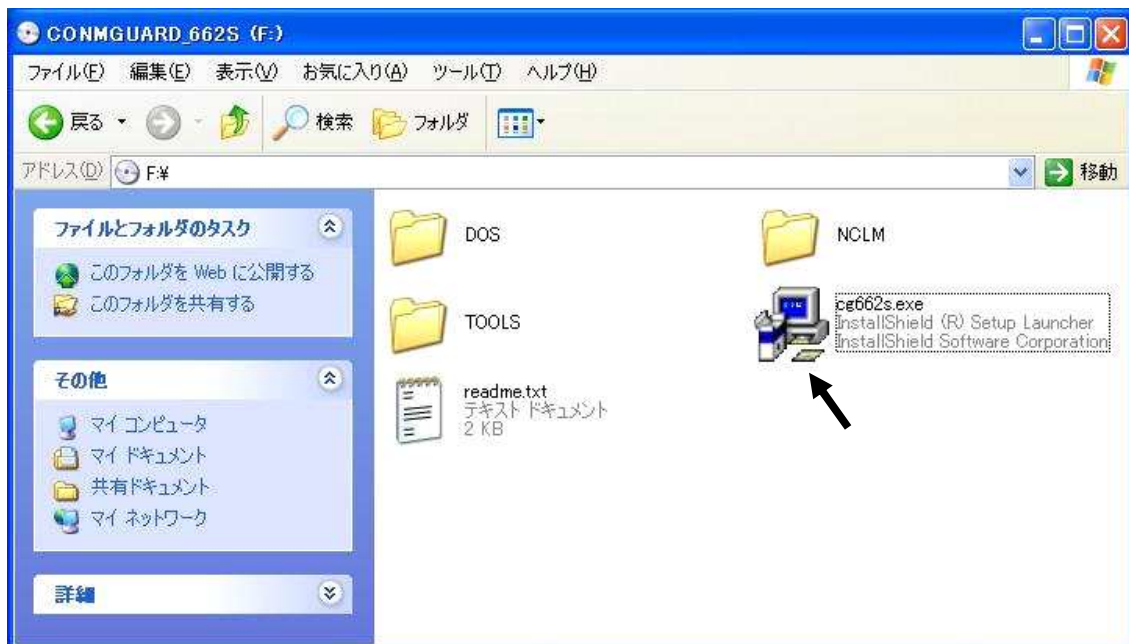 CONMGUARD_662S (F:)
ファイル(F) 編集(E) 表示(V) お気に入り(A) ツール(T) ヘルプ(H)
戻る 検索 フォルダ
アドレス(D) F:¥ 移動
ファイルとフォルダのタスク
このフォルダを Web に公開する
このフォルダを共有する
その他
マイ コンピュータ
マイ ドキュメント
共有ドキュメント
マイ ネットワーク
詳細
DOS
NCLM
TOOLS
cg662s.exe
InstallShield (R) Setup Launcher
InstallShield Software Corporation
readme.txt
テキスト ドキュメント
2 KB